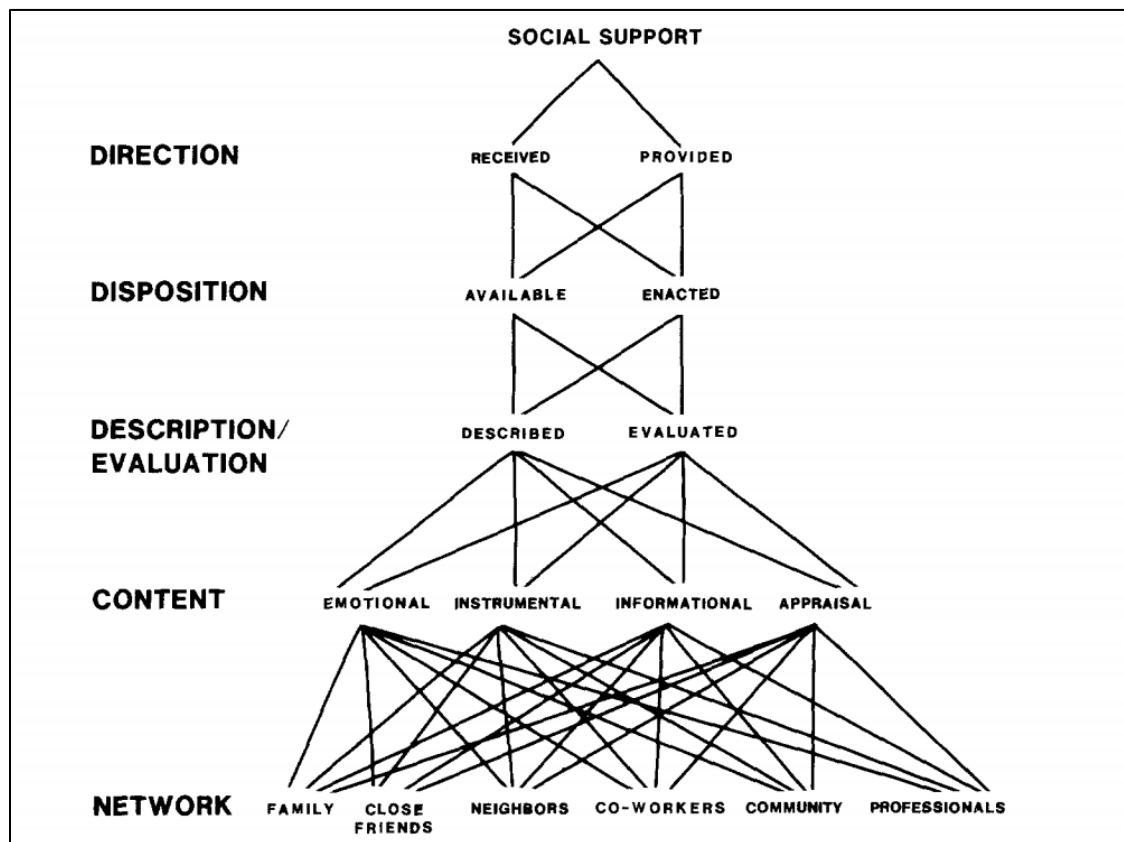 SOCIAL SUPPORT
DIRECTION RECEIVED PROVIDED
DISPOSITION AVAILABLE ENACTED
DESCRIPTION/ DESCRIBED EVALUATED
EVALUATION
CONTENT EMOTIONAL INSTRUMENTAL INFORMATIONAL APPRAISAL
NETWORK FAMILY CLOSE NEIGHBORS CO-WORKERS COMMUNITY PROFESSIONALS
FRIENDS